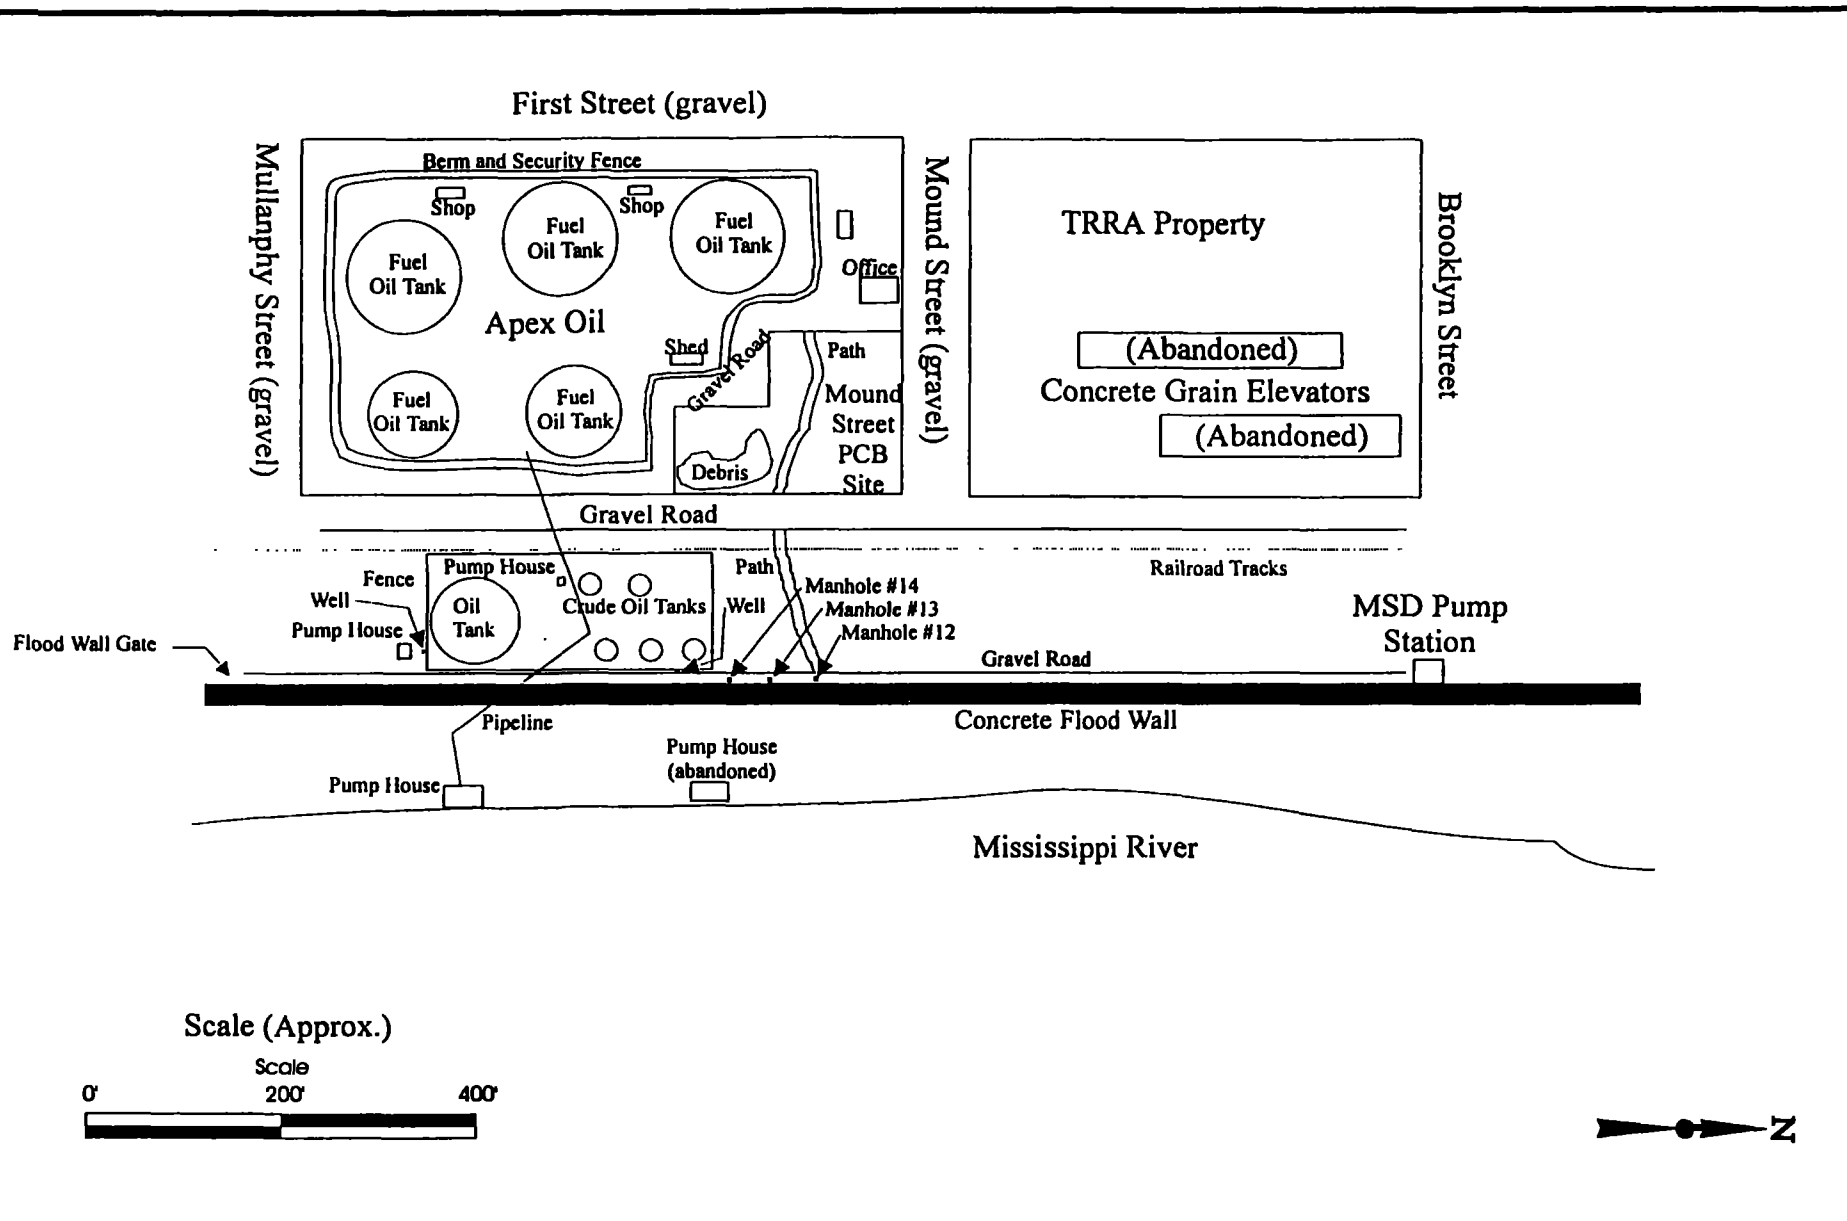 First Street (gravel)
Mullanphy Street (gravel)
Berm and Security Fence
Shop
Shop
Fuel
Oil Tank
Fuel
Oil Tank
Fuel
Oil Tank
Office
Apex Oil
Shed
Gravel Road
Path
Fuel
Oil Tank
Fuel
Oil Tank
Mound
Street
PCB
Site
Debris
Mound Street (gravel)
TRRA Property
(Abandoned)
Concrete Grain Elevators
(Abandoned)
Brooklyn Street
Gravel Road
Railroad Tracks
Fence
Pump House
Path
Well
Oil
Tank
Crude Oil Tanks
Well
Manhole #14
Manhole #13
Manhole #12
Pump House
Flood Wall Gate
Gravel Road
MSD Pump
Station
Pipeline
Concrete Flood Wall
Pump House
(abandoned)
Pump House
Mississippi River
Scale (Approx.)
Scale
0' 200' 400'
N